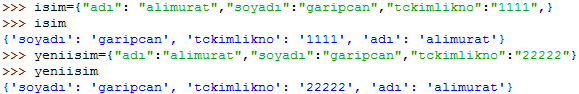 >>> isim={"adı": "alimurat","soyadı":"garipcan","tckimlikno":"1111",}
>>> isim
{'soyadı': 'garipcan', 'tckimlikno': '1111', 'adı': 'alimurat'}
>>> yeniisim={"adı":"alimurat","soyadı":"garipcan","tckimlikno":"22222"}
>>> yeniisim
{'soyadı': 'garipcan', 'tckimlikno': '22222', 'adı': 'alimurat'}